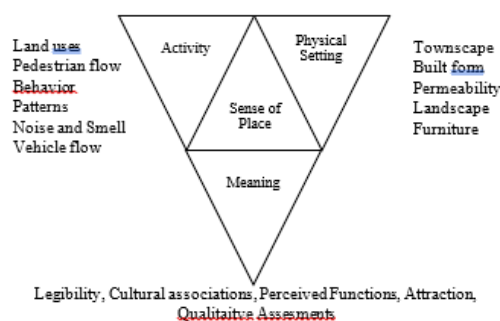 Land uses
Pedestrian flow
Behavior
Patterns
Noise and Smell
Vehicle flow
Activity
Physical
Setting
Sense of
Place
Meaning
Townscape
Built form
Permeability
Landscape
Furniture
Legibility, Cultural associations, Perceived Functions, Attraction,
Qualitaitve Assesments